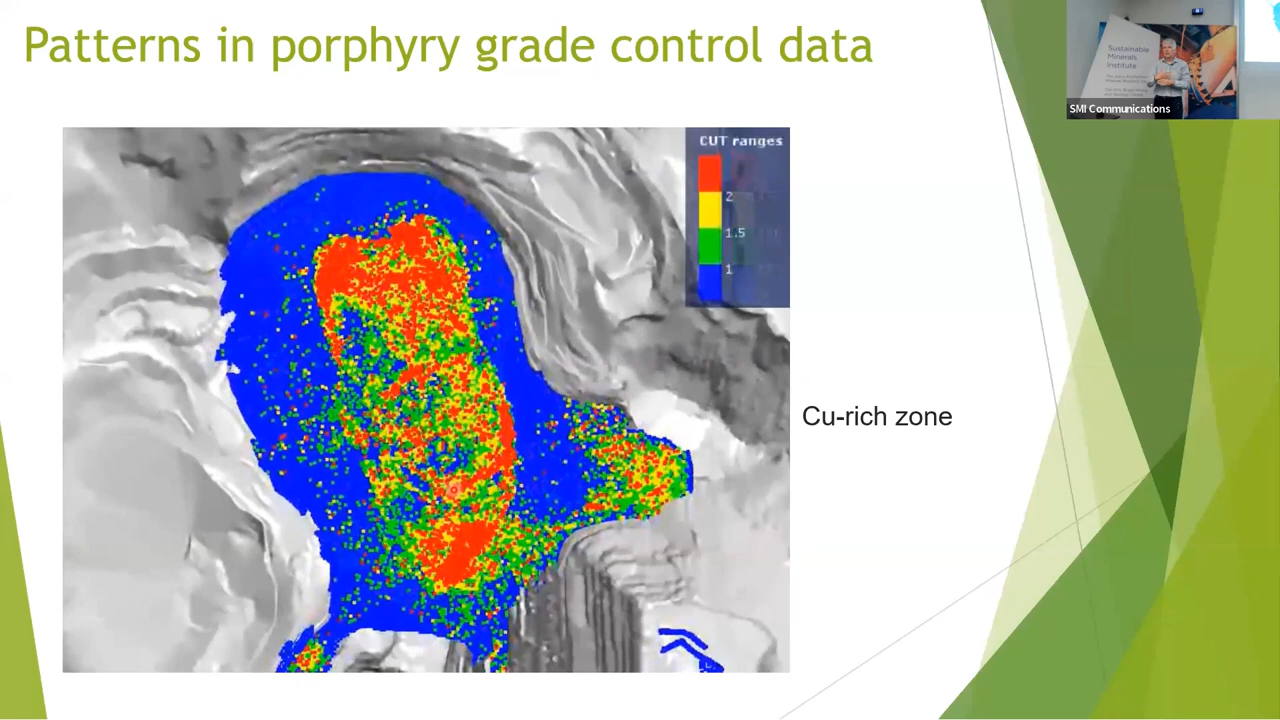 Patterns in porphyry grade control data
Sustainable
Minerals
Institute
SMI Communications
CUT ranges
2
1.5
1
Cu-rich zone